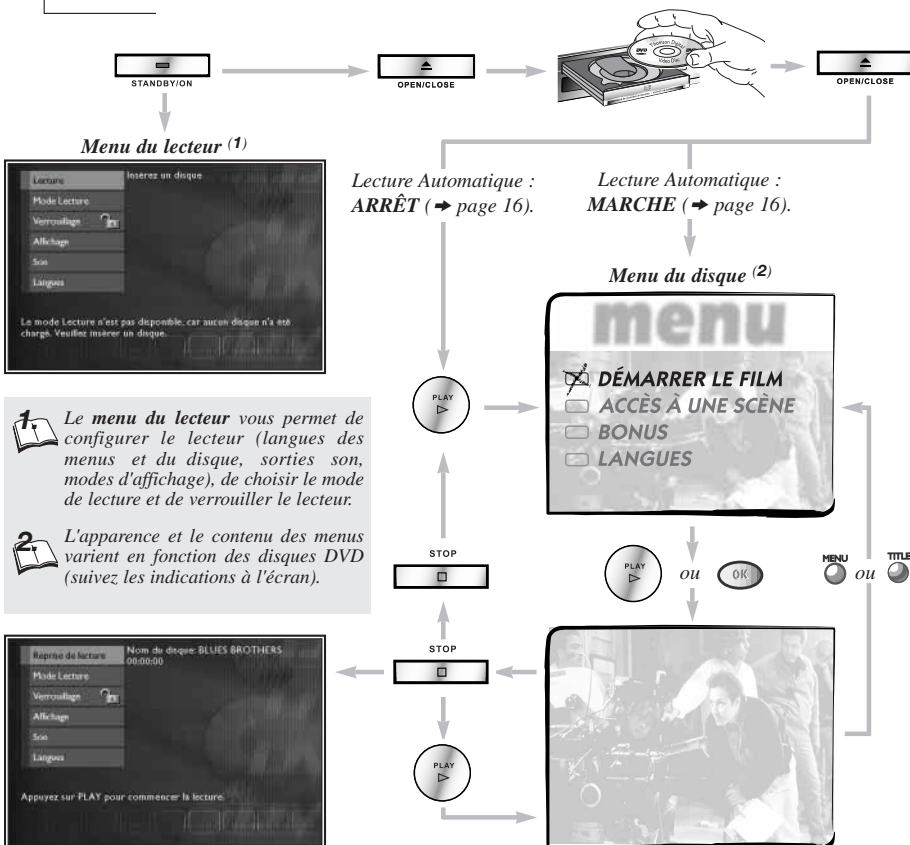 STANDBY/ON
OPEN/CLOSE
Thomson Digital
Video Disc
DVD
DVD
OPEN/CLOSE
Menu du lecteur (1)
Lecture
Mode Lecture
Verrouillage
Affichage
Son
Langues
Insérez un disque
Le mode Lecture n'est pas disponible, car aucun disque n'a été
chargé. Veuillez insérer un disque.
Lecture Automatique :
ARRÊT ( ➜ page 16).
Lecture Automatique :
MARCHE ( ➜ page 16).
Menu du disque (2)
menu
DÉMARRER LE FILM
ACCÈS À UNE SCÈNE
BONUS
LANGUES
PLAY
1. Le menu du lecteur vous permet de
configurer le lecteur (langues des
menus et du disque, sorties son,
modes d'affichage), de choisir le mode
de lecture et de verrouiller le lecteur.
2. L'apparence et le contenu des menus
varient en fonction des disques DVD
(suivez les indications à l'écran).
STOP
PLAY
ou
OK
MENU
ou
TITLE
STOP
Reprise de lecture
Mode Lecture
Verrouillage
Affichage
Son
Langues
Nom du disque: BLUES BROTHERS
00:00:00
Appuyez sur PLAY pour commencer la lecture.
PLAY